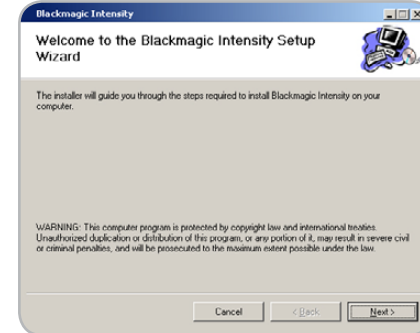 Blackmagic Intensity
Welcome to the Blackmagic Intensity Setup
Wizard
The installer will guide you through the steps required to install Blackmagic Intensity on your
computer.
WARNING: This computer program is protected by copyright law and international treaties.
Unauthorized duplication or distribution of this program, or any portion of it, may result in severe civil
or criminal penalties, and will be prosecuted to the maximum extent possible under the law.
Cancel
< Back
Next >